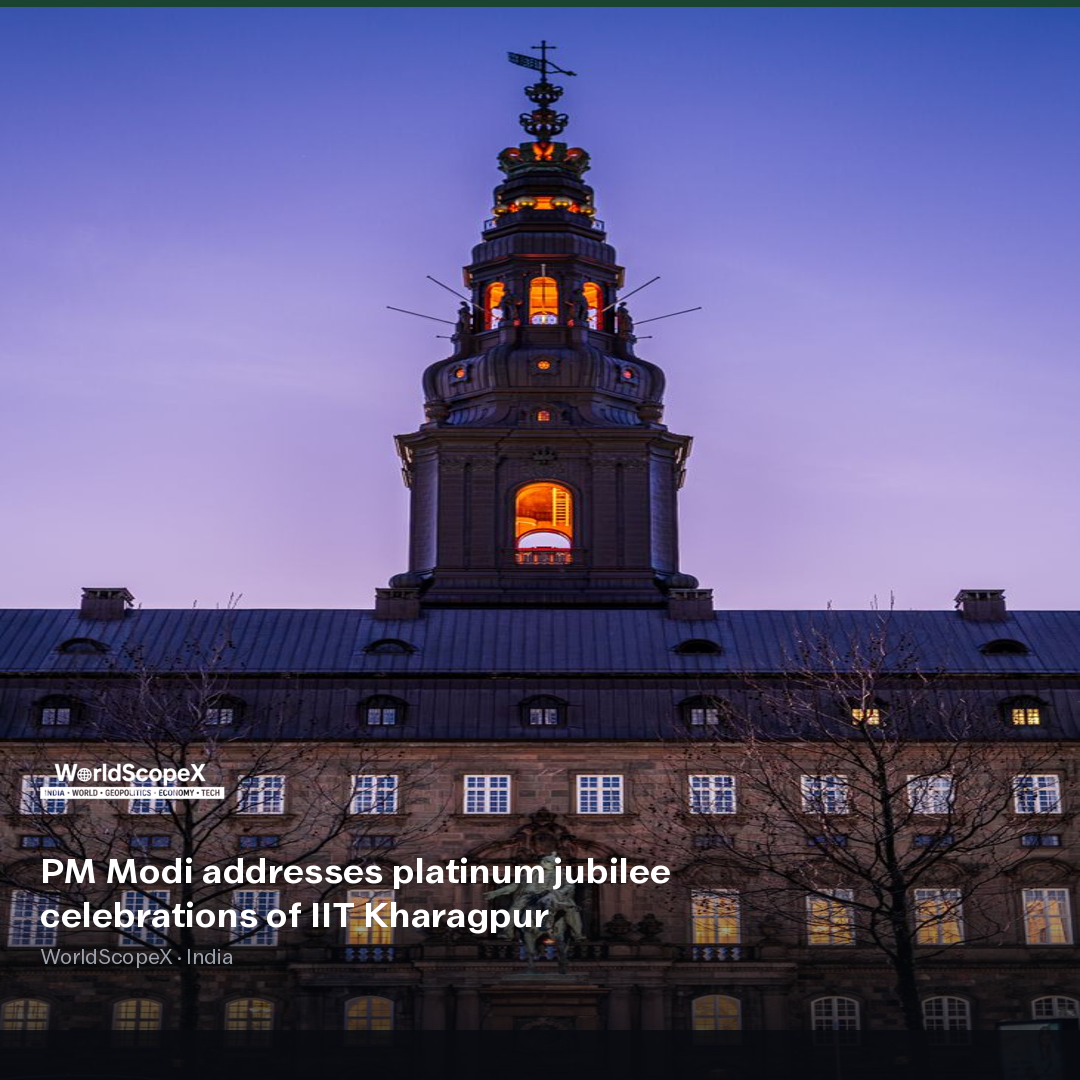 WorldScopeX
INDIA • WORLD • GEOPOLITICS • ECONOMY • TECH
PM Modi addresses platinum jubilee
celebrations of IIT Kharagpur
WorldScopeX · India